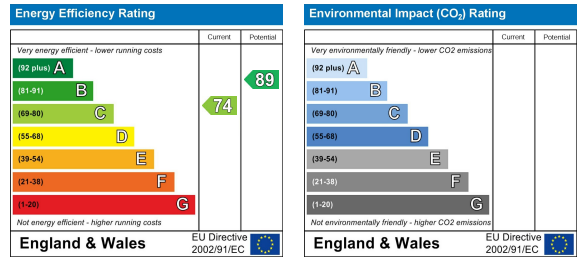 Energy Efficiency Rating
Current Potential
Very energy efficient - lower running costs
(92 plus) A
(81-91) B
(69-80) C
(55-68) D
(39-54) E
(21-38) F
(1-20) G
74
89
Not energy efficient - higher running costs
England & Wales
EU Directive
2002/91/EC
Environmental Impact (CO₂) Rating
Current Potential
Very environmentally friendly - lower CO2 emissions
(92 plus) A
(81-91) B
(69-80) C
(55-68) D
(39-54) E
(21-38) F
(1-20) G
Not environmentally friendly - higher CO2 emissions
England & Wales
EU Directive
2002/91/EC